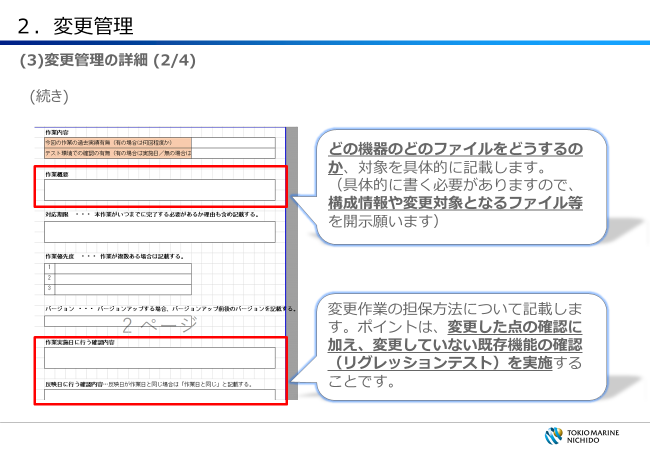 ２．変更管理
(3)変更管理の詳細 (2/4)
(続き)
作業内容
今回の作業の過去実績有無（有の場合は何回程度か）
テスト環境での確認の有無（有の場合は実施日／無の場合は
作業概要
対応期限　・・・ 本作業がいつまでに完了する必要があるか理由も含め記載する。
作業優先度　・・・ 作業が複数ある場合は記載する。
1
2
3
バージョン ・・・ バージョンアップする場合、バージョンアップ前後のバージョンを記載する。
2 ページ
作業実施日に行う確認内容
反映日に行う確認内容…反映日が作業日と同じ場合は「作業日と同じ」と記載する。
どの機器のどのファイルをどうするの
か、対象を具体的に記載します。
（具体的に書く必要がありますので、
構成情報や変更対象となるファイル等
を開示願います）
変更作業の担保方法について記載しま
す。ポイントは、変更した点の確認に
加え、変更していない既存機能の確認
（リグレッションテスト）を実施する
ことです。
TOKIO MARINE
NICHIDO